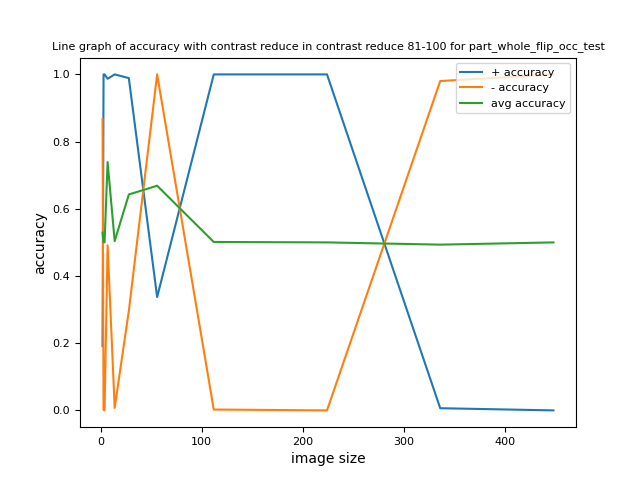 Line graph of accuracy with contrast reduce in contrast reduce 81-100 for part_whole_flip_occ_test
+ accuracy
- accuracy
avg accuracy
accuracy
1.0
0.8
0.6
0.4
0.2
0.0
0 100 200 300 400
image size